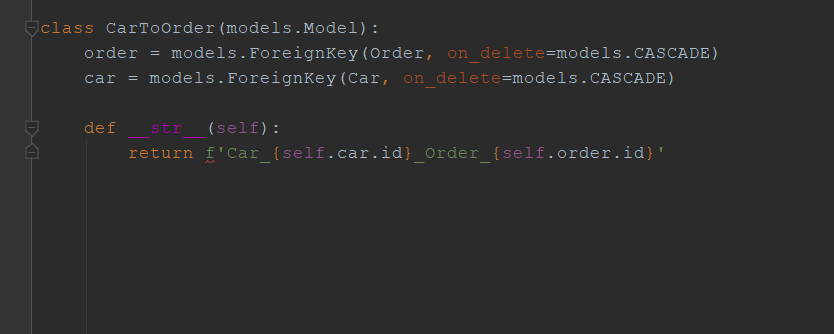 class CarToOrder(models.Model):
    order = models.ForeignKey(Order, on_delete=models.CASCADE)
    car = models.ForeignKey(Car, on_delete=models.CASCADE)
    def __str__(self):
        return f'Car_{self.car.id}_Order_{self.order.id}'